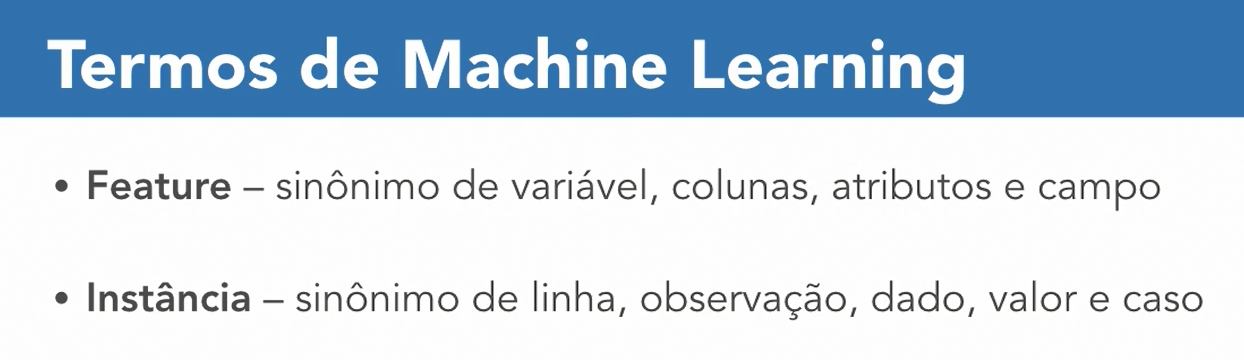 Termos de Machine Learning
• Feature – sinônimo de variável, colunas, atributos e campo
• Instância – sinônimo de linha, observação, dado, valor e caso